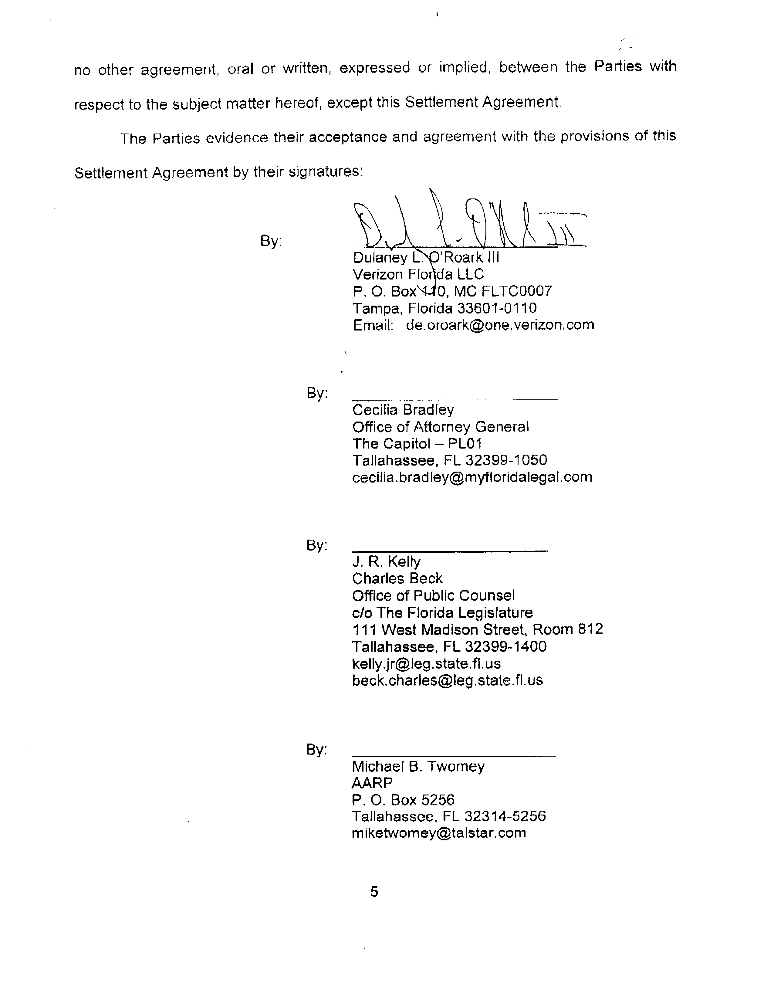 no other agreement, oral or written, expressed or implied, between the Parties with
respect to the subject matter hereof, except this Settlement Agreement.
The Parties evidence their acceptance and agreement with the provisions of this
Settlement Agreement by their signatures:
By:
Dulaney L. O'Roark III
Verizon Florida LLC
P. O. Box 110, MC FLTC0007
Tampa, Florida 33601-0110
Email: de.oroark@one.verizon.com
By:
Cecilia Bradley
Office of Attorney General
The Capitol – PL01
Tallahassee, FL 32399-1050
cecilia.bradley@myfloridalegal.com
By:
J. R. Kelly
Charles Beck
Office of Public Counsel
c/o The Florida Legislature
111 West Madison Street, Room 812
Tallahassee, FL 32399-1400
kelly.jr@leg.state.fl.us
beck.charles@leg.state.fl.us
By:
Michael B. Twomey
AARP
P. O. Box 5256
Tallahassee, FL 32314-5256
miketwomey@talstar.com
5